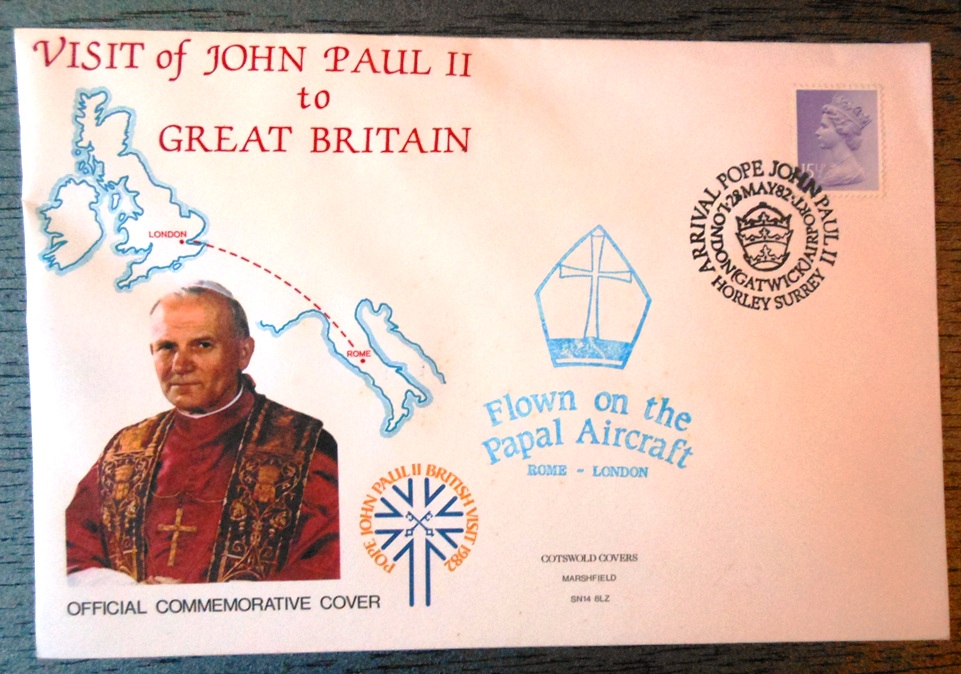 VISIT of JOHN PAUL II
to
GREAT BRITAIN
LONDON
ROME
ARRIVAL POPE JOHN PAUL II
LONDON (GATWICK) AIRPORT
28 MAY 82
HORLEY SURREY
Flown on the
Papal Aircraft
ROME - LONDON
POPE JOHN PAUL II BRITISH VISIT 1982
OFFICIAL COMMEMORATIVE COVER
COTSWOLD COVERS
MARSHFIELD
SN14 8LZ